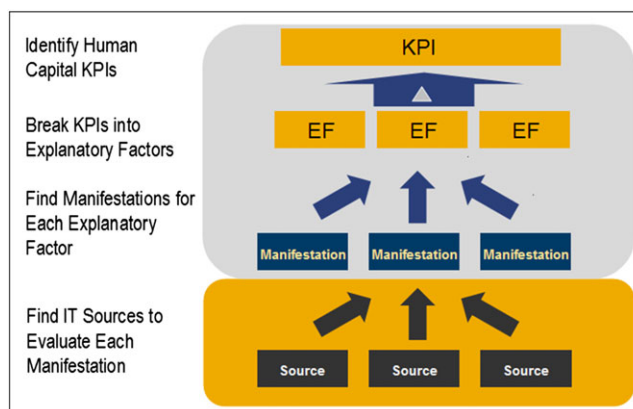 Identify Human
Capital KPIs
KPI
Break KPIs into
Explanatory Factors
EF
EF
EF
Find Manifestations for
Each Explanatory
Factor
Manifestation
Manifestation
Manifestation
Find IT Sources to
Evaluate Each
Manifestation
Source
Source
Source